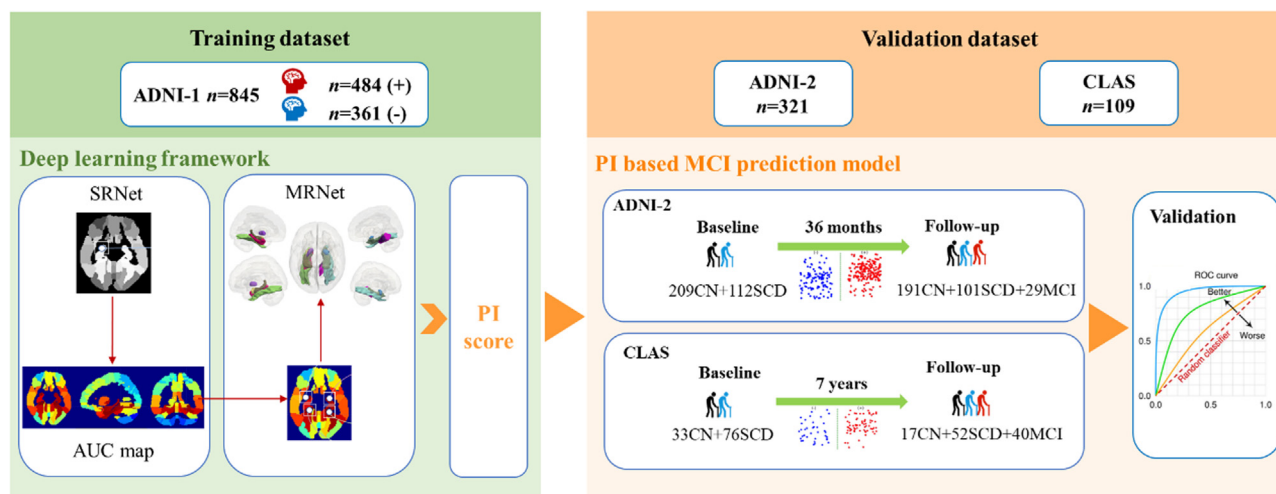 Training dataset
ADNI-1 n=845
n=484 (+)
n=361 (-)
Deep learning framework
SRNet
MRNet
AUC map
PI
score
Validation dataset
ADNI-2
n=321
CLAS
n=109
PI based MCI prediction model
ADNI-2
Baseline
36 months
Follow-up
209CN+112SCD
191CN+101SCD+29MCI
CLAS
Baseline
7 years
Follow-up
33CN+76SCD
17CN+52SCD+40MCI
Validation
ROC curve
1.0
Better
0.5
Worse
Random classifier
0.0
0.0
0.5
1.0